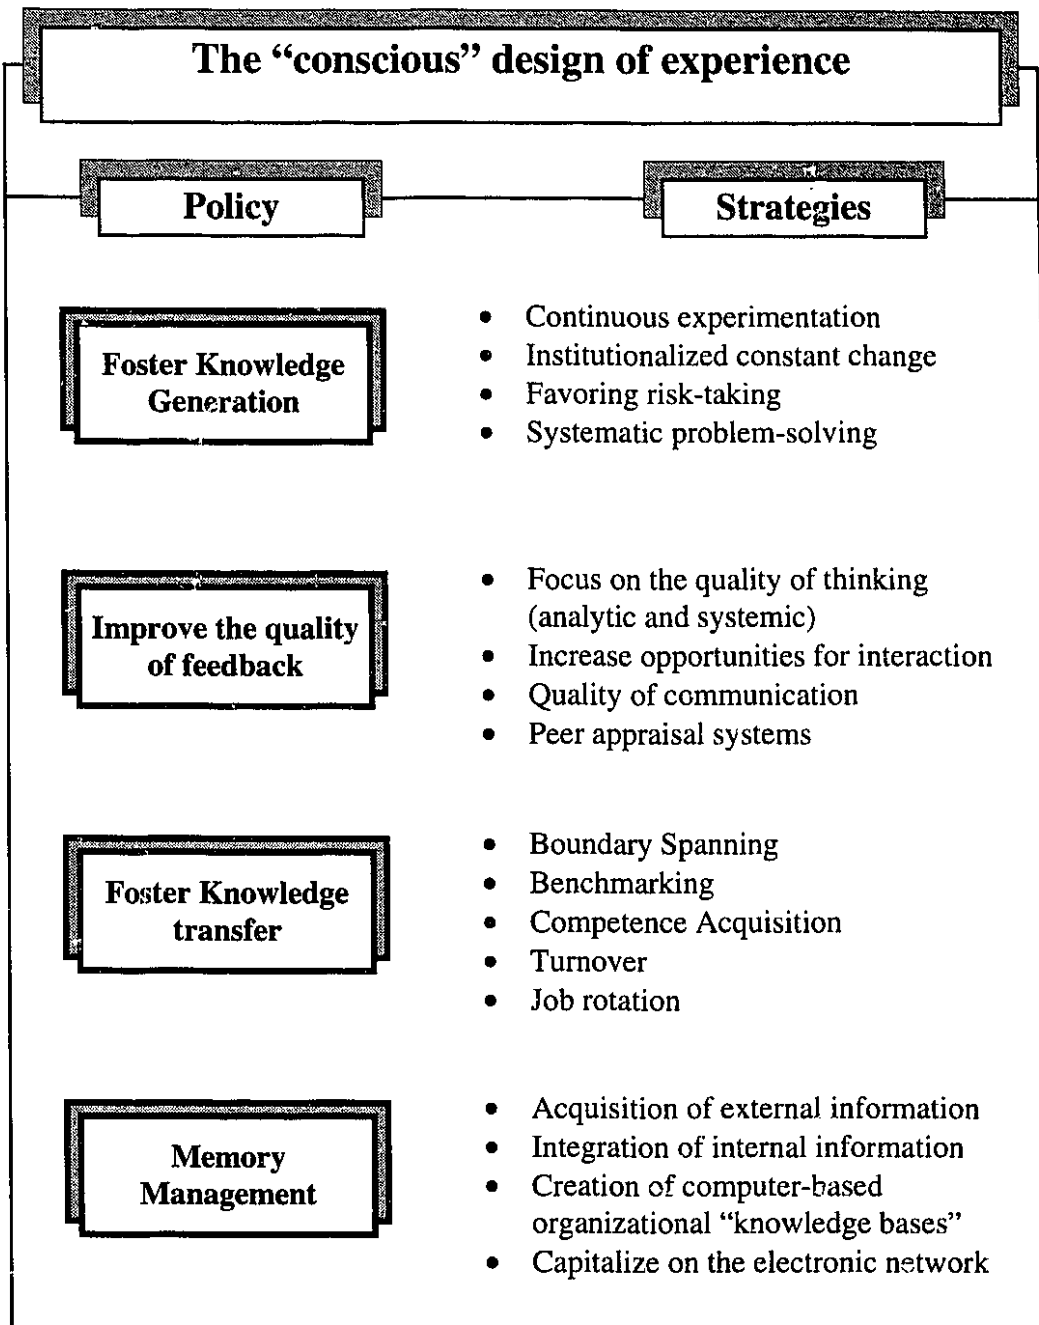 The “conscious” design of experience
Policy
Strategies
Foster Knowledge
Generation
• Continuous experimentation
• Institutionalized constant change
• Favoring risk-taking
• Systematic problem-solving
Improve the quality
of feedback
• Focus on the quality of thinking
(analytic and systemic)
• Increase opportunities for interaction
• Quality of communication
• Peer appraisal systems
Foster Knowledge
transfer
• Boundary Spanning
• Benchmarking
• Competence Acquisition
• Turnover
• Job rotation
Memory
Management
• Acquisition of external information
• Integration of internal information
• Creation of computer-based
organizational “knowledge bases”
• Capitalize on the electronic network